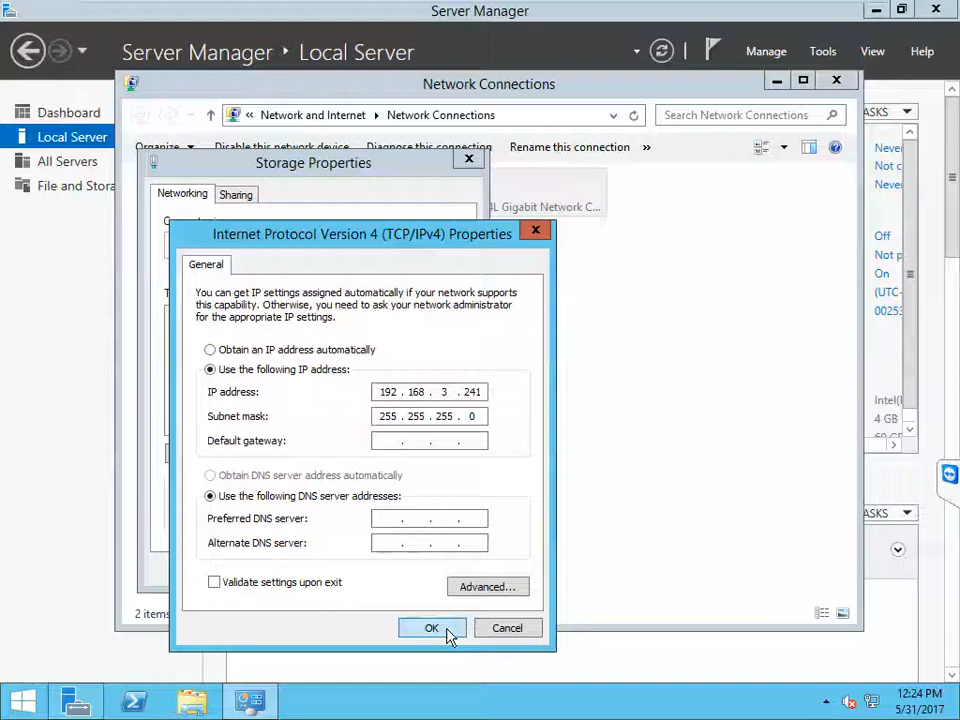 Server Manager
Server Manager
Local Server
Manage
Tools
View
Help
Network Connections
Dashboard
Local Server
All Servers
File and Stora
« Network and Internet
Network Connections
Search Network Connections
ASKS
Organize
Disable this network device
Diagnose this connection
Rename this network connection
»
Storage Properties
Networking
Sharing
4L Gigabit Network C...
Never
Not c
Never
Off
Not p
On
(UTC-
00253
Intel(I
4 GB
ASKS
Internet Protocol Version 4 (TCP/IPv4) Properties
General
You can get IP settings assigned automatically if your network supports
this capability. Otherwise, you need to ask your network administrator
for the appropriate IP settings.
Obtain an IP address automatically
Use the following IP address:
IP address:
192 . 168 . 3 . 241
Subnet mask:
255 . 255 . 255 . 0
Default gateway:
. . .
Obtain DNS server address automatically
Use the following DNS server addresses:
Preferred DNS server:
. . .
Alternate DNS server:
. . .
Validate settings upon exit
Advanced...
OK
Cancel
2 items
12:24 PM
5/31/2017